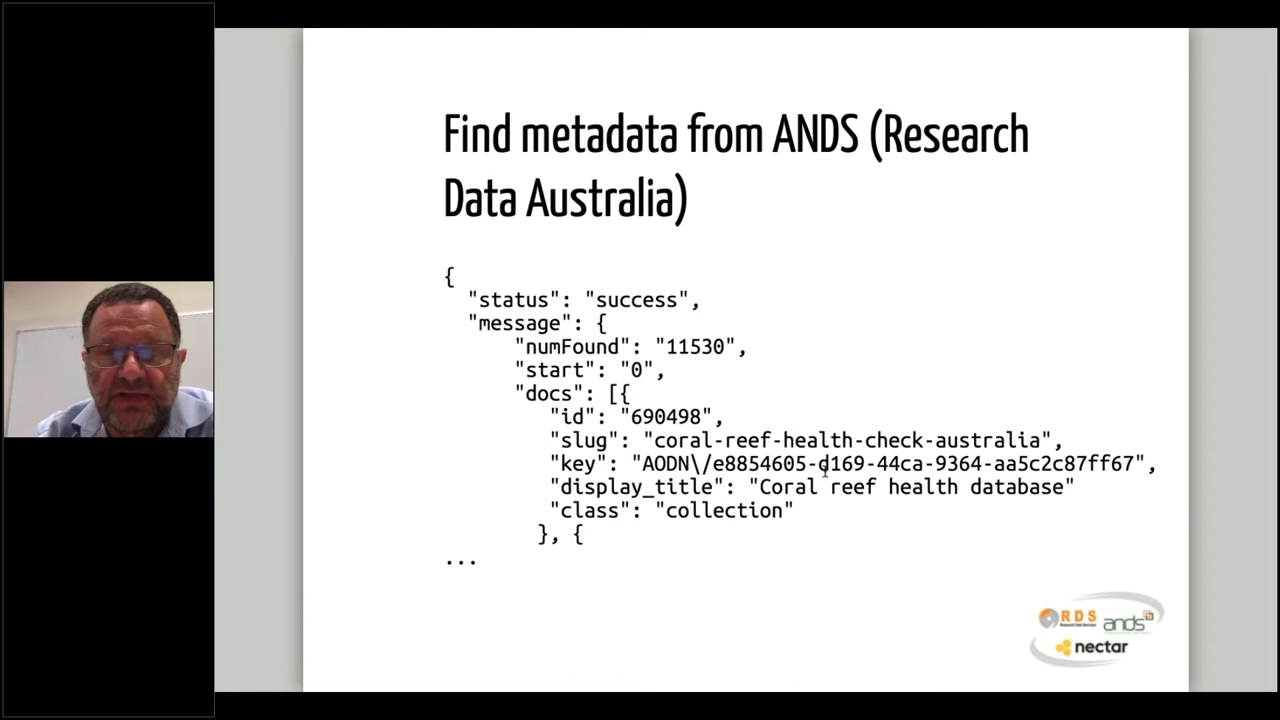 Find metadata from ANDS (Research
Data Australia)
{
"status": "success",
"message": {
"numFound": "11530",
"start": "0",
"docs": [{
"id": "690498",
"slug": "coral-reef-health-check-australia",
"key": "AODN\/e8854605-d169-44ca-9364-aa5c2c87ff67",
"display_title": "Coral reef health database"
"class": "collection"
}, {
...
RDS
ands
nectar